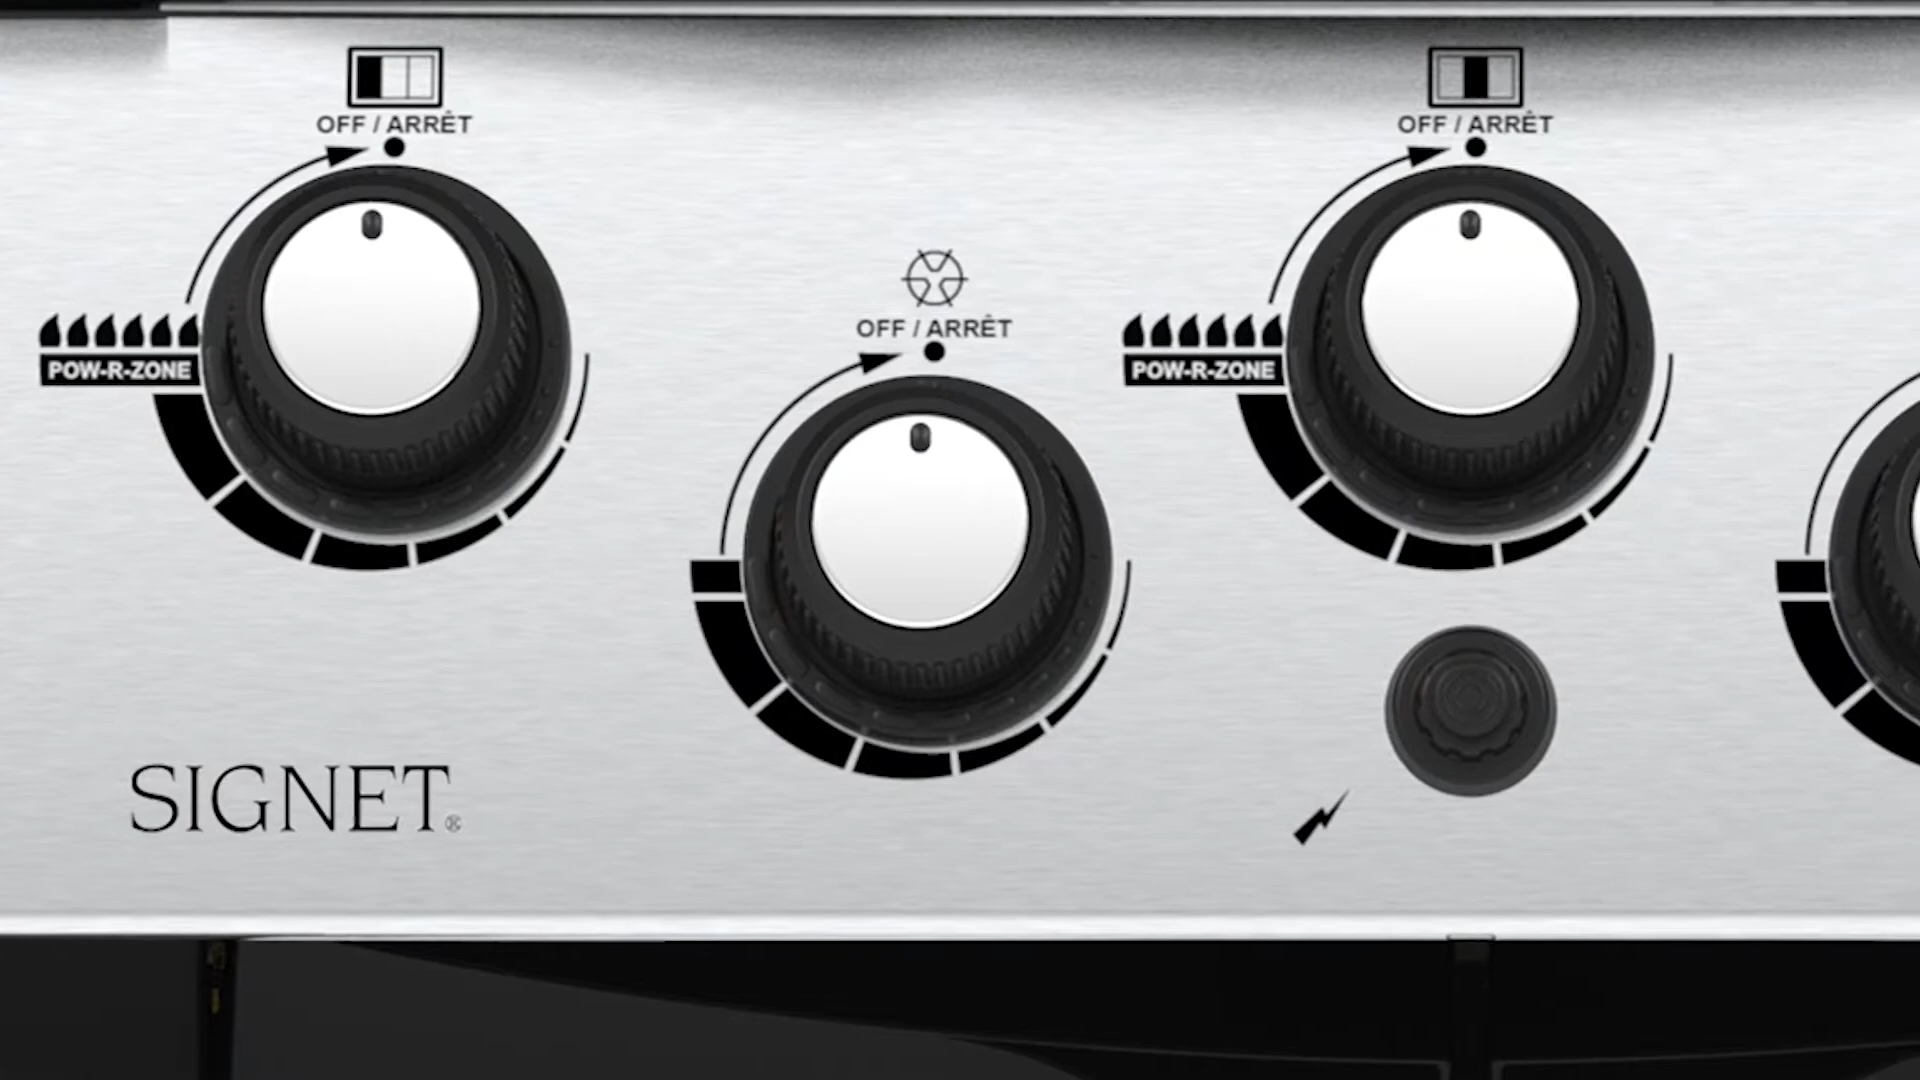 OFF / ARRÊT
OFF / ARRÊT
OFF / ARRÊT
POW-R-ZONE
POW-R-ZONE
SIGNET®